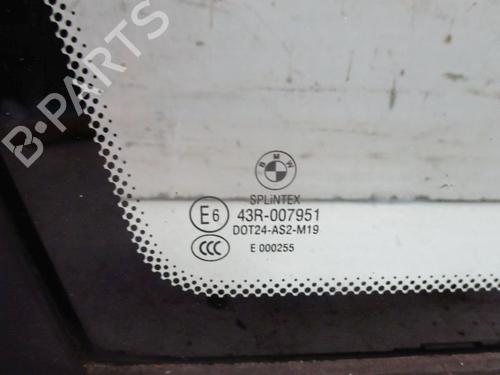 B-PARTS
BMW
SPLINTEX
E6 43R-007951
DOT24-AS2-M19
CCC E 000255